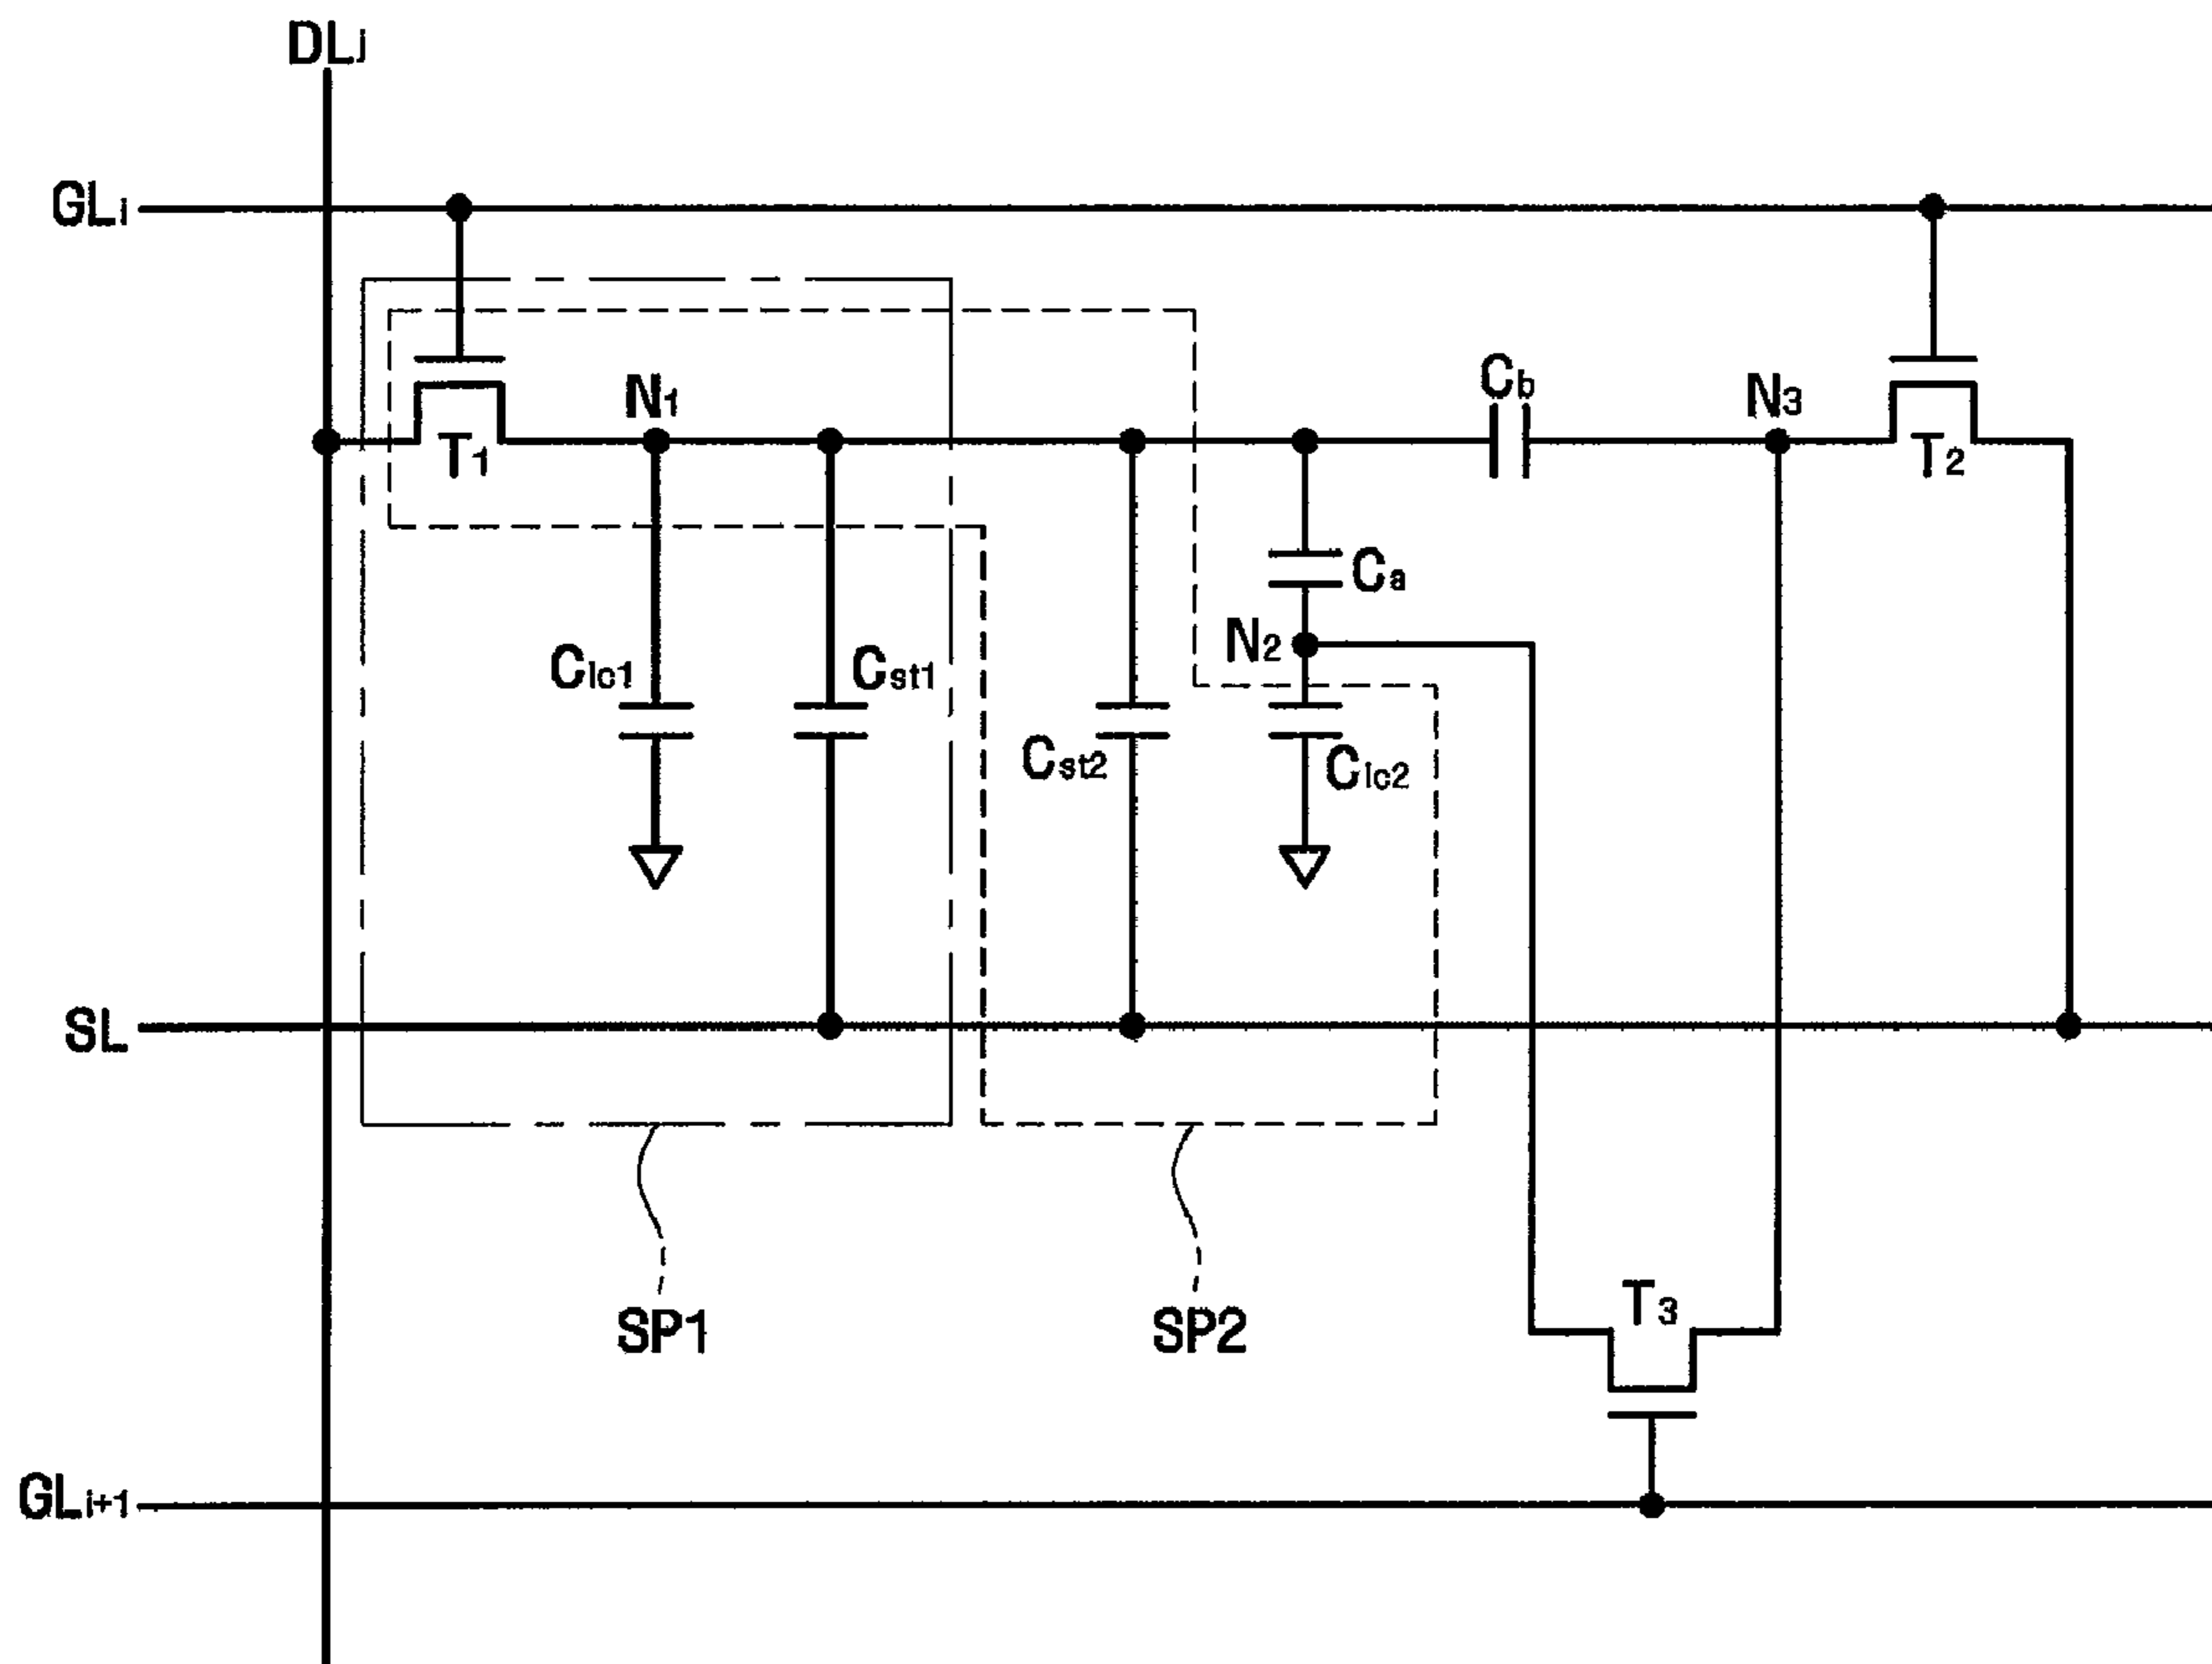 DLj
GLi
Cb
N1
N3
T1
T2
Ca
N2
Clc1
Cst1
Cst2
Clc2
SL
T3
SP1
SP2
GLi+1